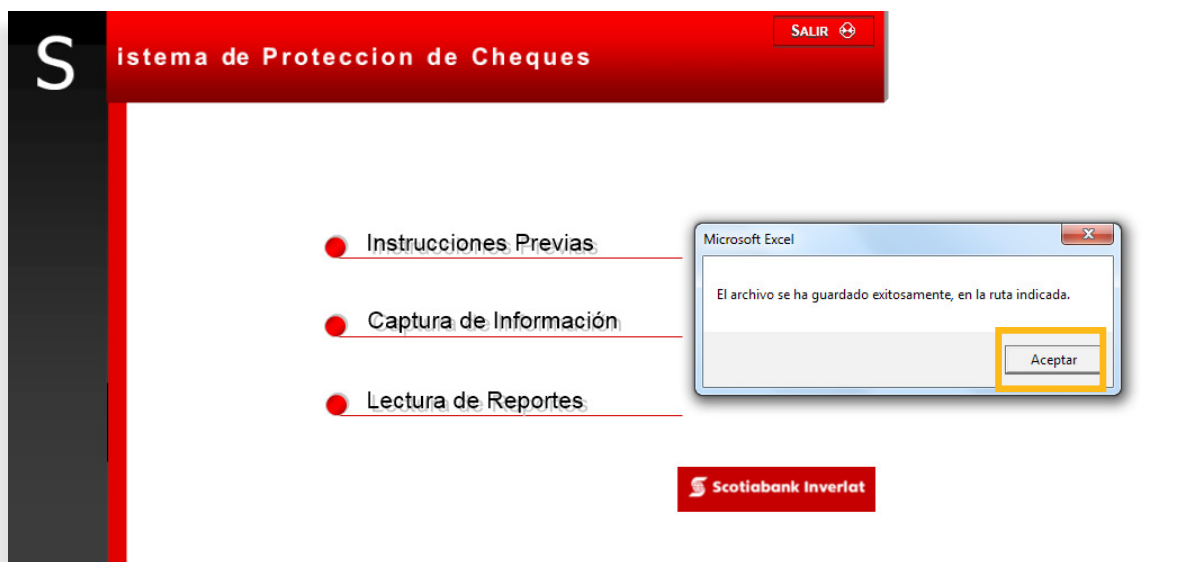 SALIR
Sistema de Proteccion de Cheques
Instrucciones Previas
Captura de Información
Lectura de Reportes
Microsoft Excel
El archivo se ha guardado exitosamente, en la ruta indicada.
Aceptar
Scotiabank Inverlat